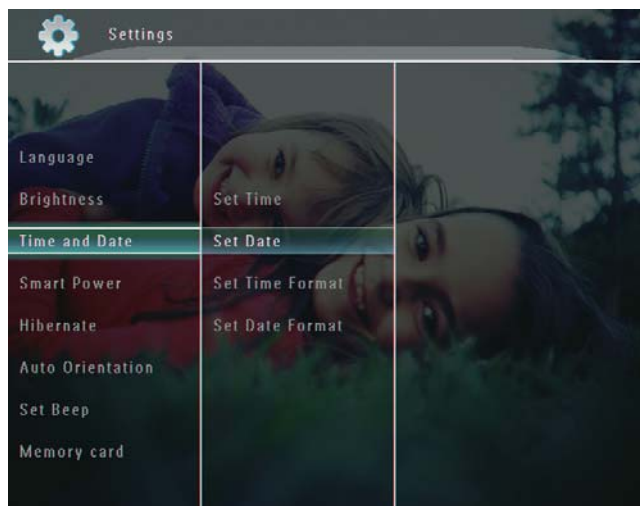 Settings
Language
Brightness
Time and Date
Smart Power
Hibernate
Auto Orientation
Set Beep
Memory card
Set Time
Set Date
Set Time Format
Set Date Format